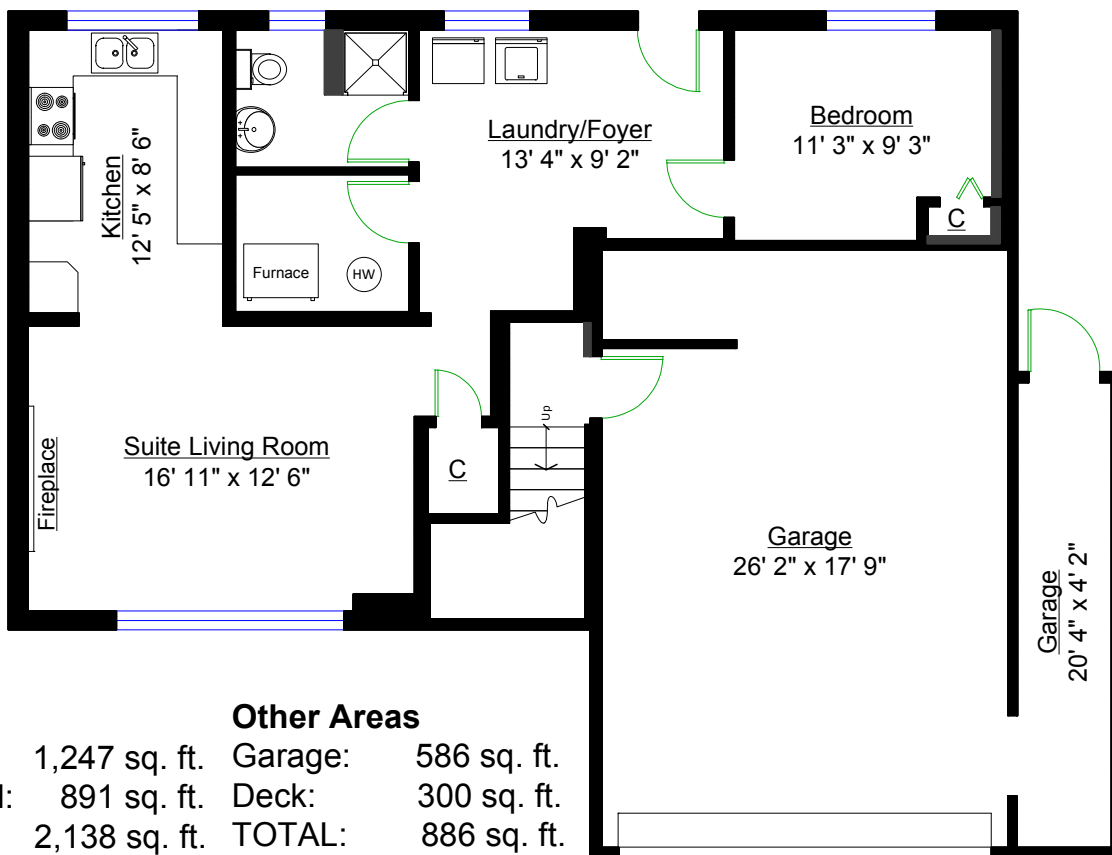 Kitchen
12' 5" x 8' 6"
Laundry/Foyer
13' 4" x 9' 2"
Bedroom
11' 3" x 9' 3"
C
Furnace
HW
Up
Suite Living Room
16' 11" x 12' 6"
Fireplace
C
Garage
26' 2" x 17' 9"
Garage
20' 4" x 4' 2"
1,247 sq. ft.
891 sq. ft.
2,138 sq. ft.
Other Areas
Garage: 586 sq. ft.
Deck: 300 sq. ft.
TOTAL: 886 sq. ft.